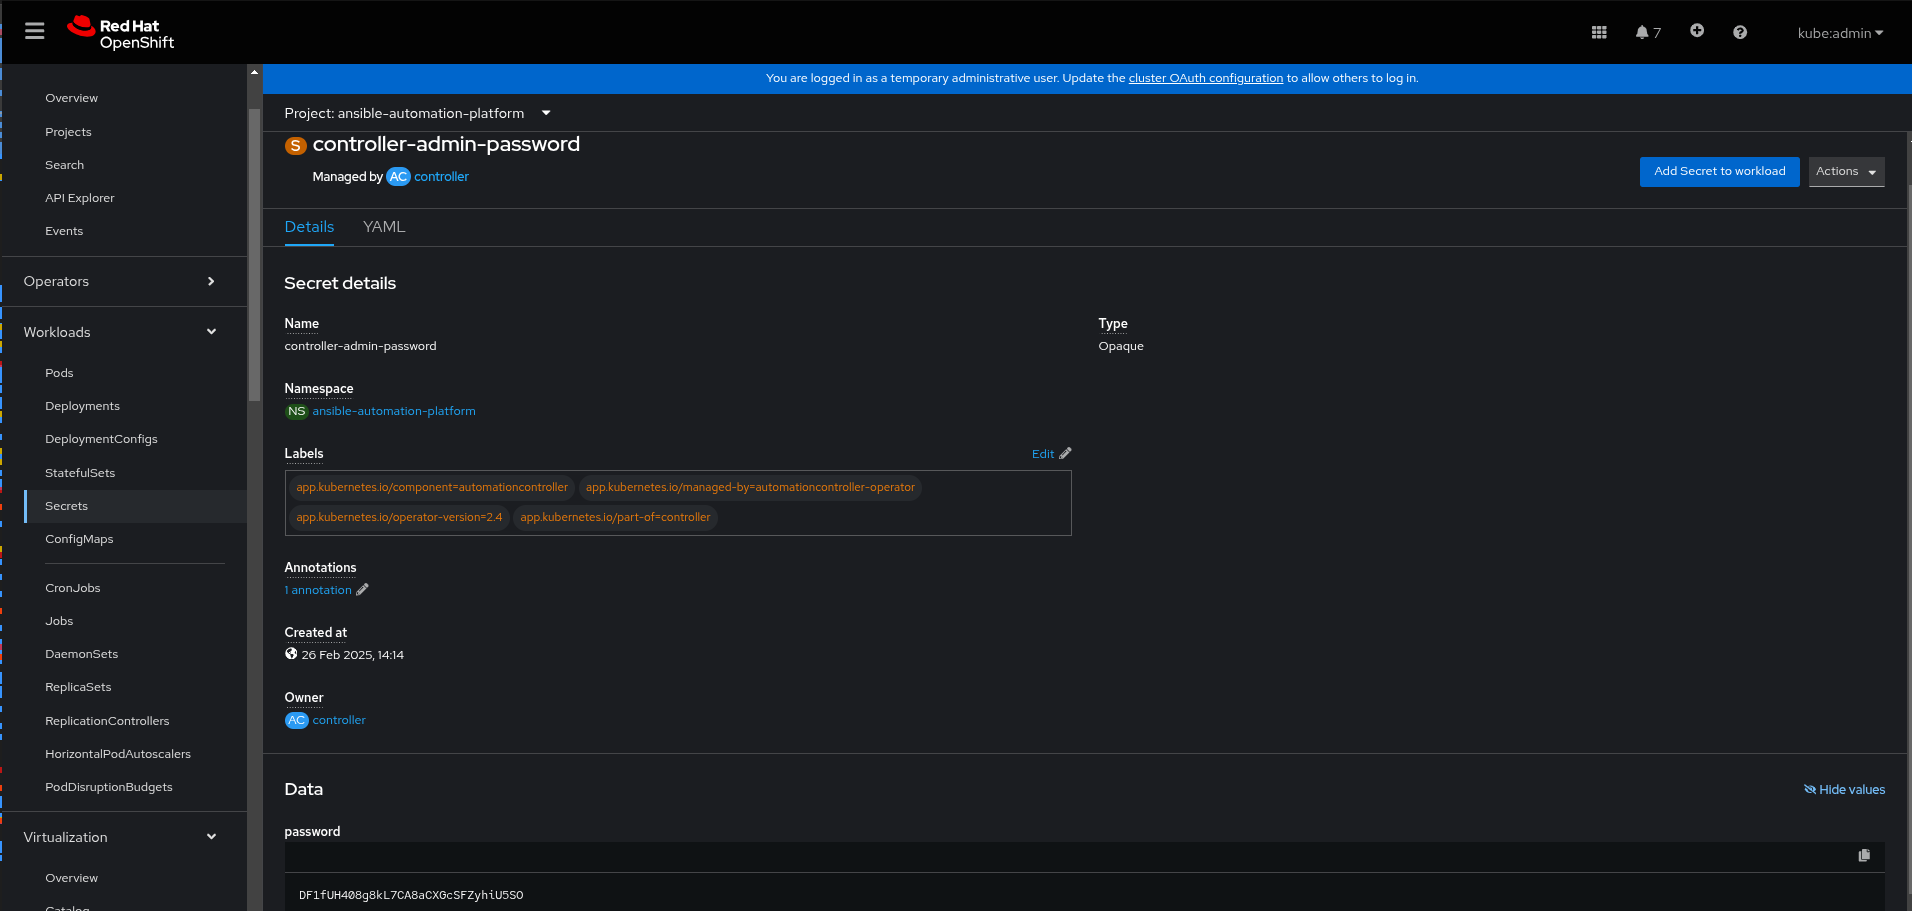 Red Hat
OpenShift
7
kube:admin
You are logged in as a temporary administrative user. Update the cluster OAuth configuration to allow others to log in.
Overview
Projects
Search
API Explorer
Events
Operators
Workloads
Pods
Deployments
DeploymentConfigs
StatefulSets
Secrets
ConfigMaps
CronJobs
Jobs
DaemonSets
ReplicaSets
ReplicationControllers
HorizontalPodAutoscalers
PodDisruptionBudgets
Virtualization
Overview
Catalog
Project: ansible-automation-platform
S controller-admin-password
Managed by AC controller
Add Secret to workload
Actions
Details YAML
Secret details
Name
controller-admin-password
Type
Opaque
Namespace
NS ansible-automation-platform
Labels
Edit
app.kubernetes.io/component=automationcontroller app.kubernetes.io/managed-by=automationcontroller-operator
app.kubernetes.io/operator-version=2.4 app.kubernetes.io/part-of=controller
Annotations
1 annotation
Created at
26 Feb 2025, 14:14
Owner
AC controller
Data
Hide values
password
DF1fUH408g8kL7CA8aCXGcSFZyhiU5SO